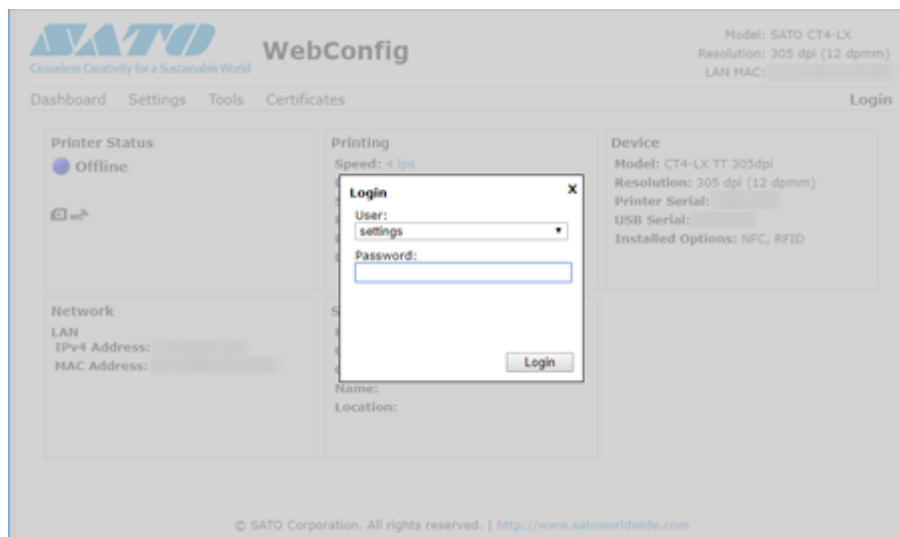 SATO
Ceaseless Creativity for a Sustainable World
WebConfig
Model: SATO CT4-LX
Resolution: 305 dpi (12 dpmm)
LAN MAC:
Dashboard Settings Tools Certificates Login
Printer Status
Offline
Printing
Speed: 4 ips
Device
Model: CT4-LX TT 305dpi
Resolution: 305 dpi (12 dpmm)
Printer Serial:
USB Serial:
Installed Options: NFC, RFID
Login x
User:
settings
Password:
Login
Network
LAN
IPv4 Address:
MAC Address:
Name:
Location:
© SATO Corporation. All rights reserved. | http://www.satoworldwide.com